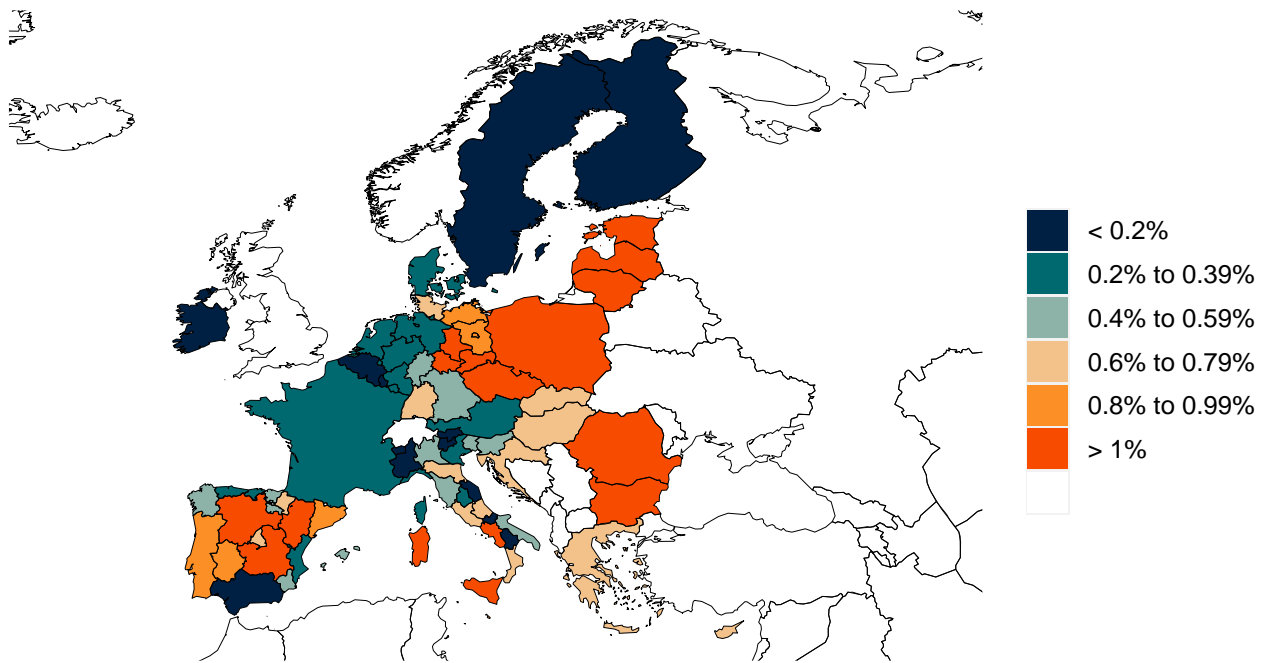 < 0.2%
0.2% to 0.39%
0.4% to 0.59%
0.6% to 0.79%
0.8% to 0.99%
> 1%